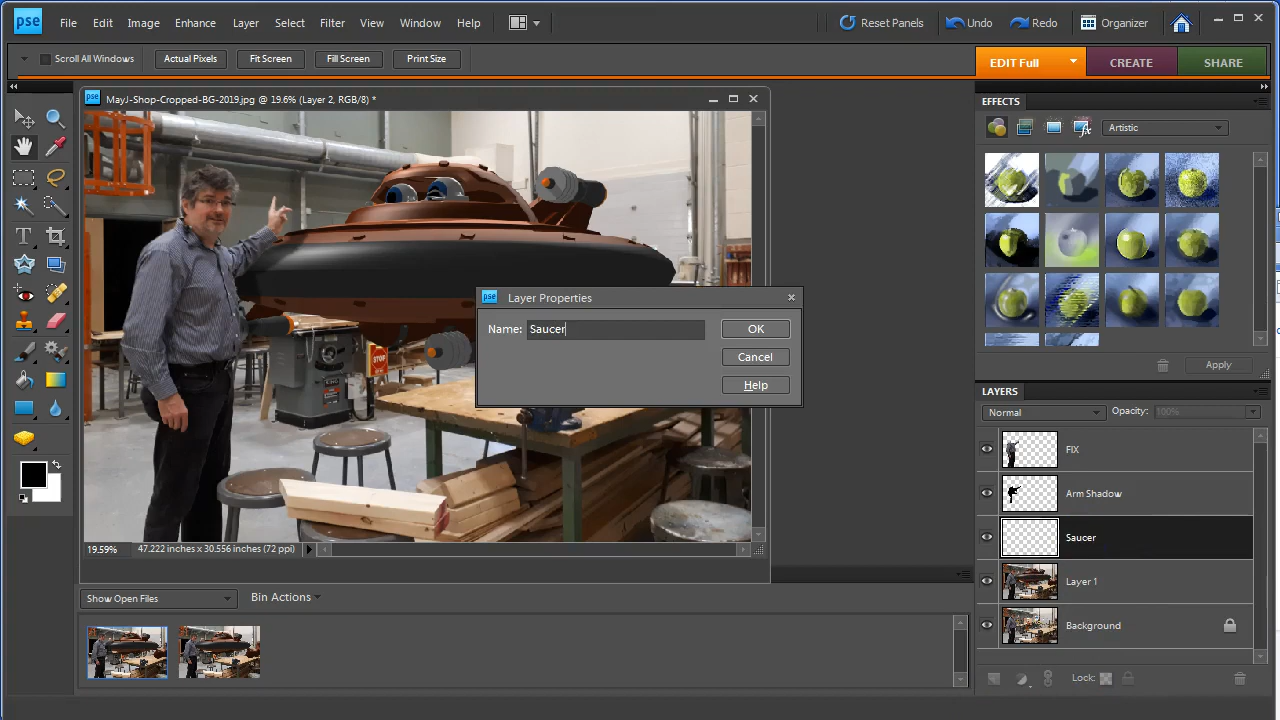 pse File Edit Image Enhance Layer Select Filter View Window Help Reset Panels Undo Redo Organizer
Scroll All Windows Actual Pixels Fit Screen Fill Screen Print Size EDIT Full CREATE SHARE
MayJ-Shop-Cropped-BG-2019.jpg @ 19.6% (Layer 2, RGB/8) *
EFFECTS
Artistic
Layer Properties
Name: Saucer OK
Cancel
Help
STOP
Apply
LAYERS
Normal Opacity: 100%
FIX
Arm Shadow
Saucer
Layer 1
Background
19.59% 47.222 inches x 30.556 inches (72 ppi)
Show Open Files Bin Actions
Lock: